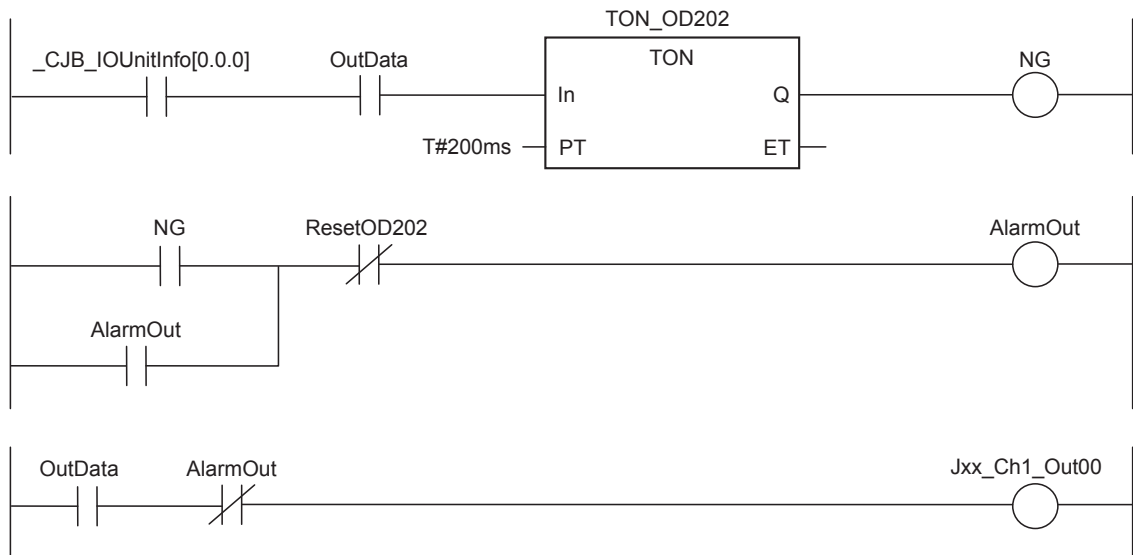 TON_OD202
_CJB_IOUnitInfo[0.0.0] OutData TON NG
In Q
T#200ms PT ET
NG ResetOD202 AlarmOut
AlarmOut
OutData AlarmOut Jxx_Ch1_Out00